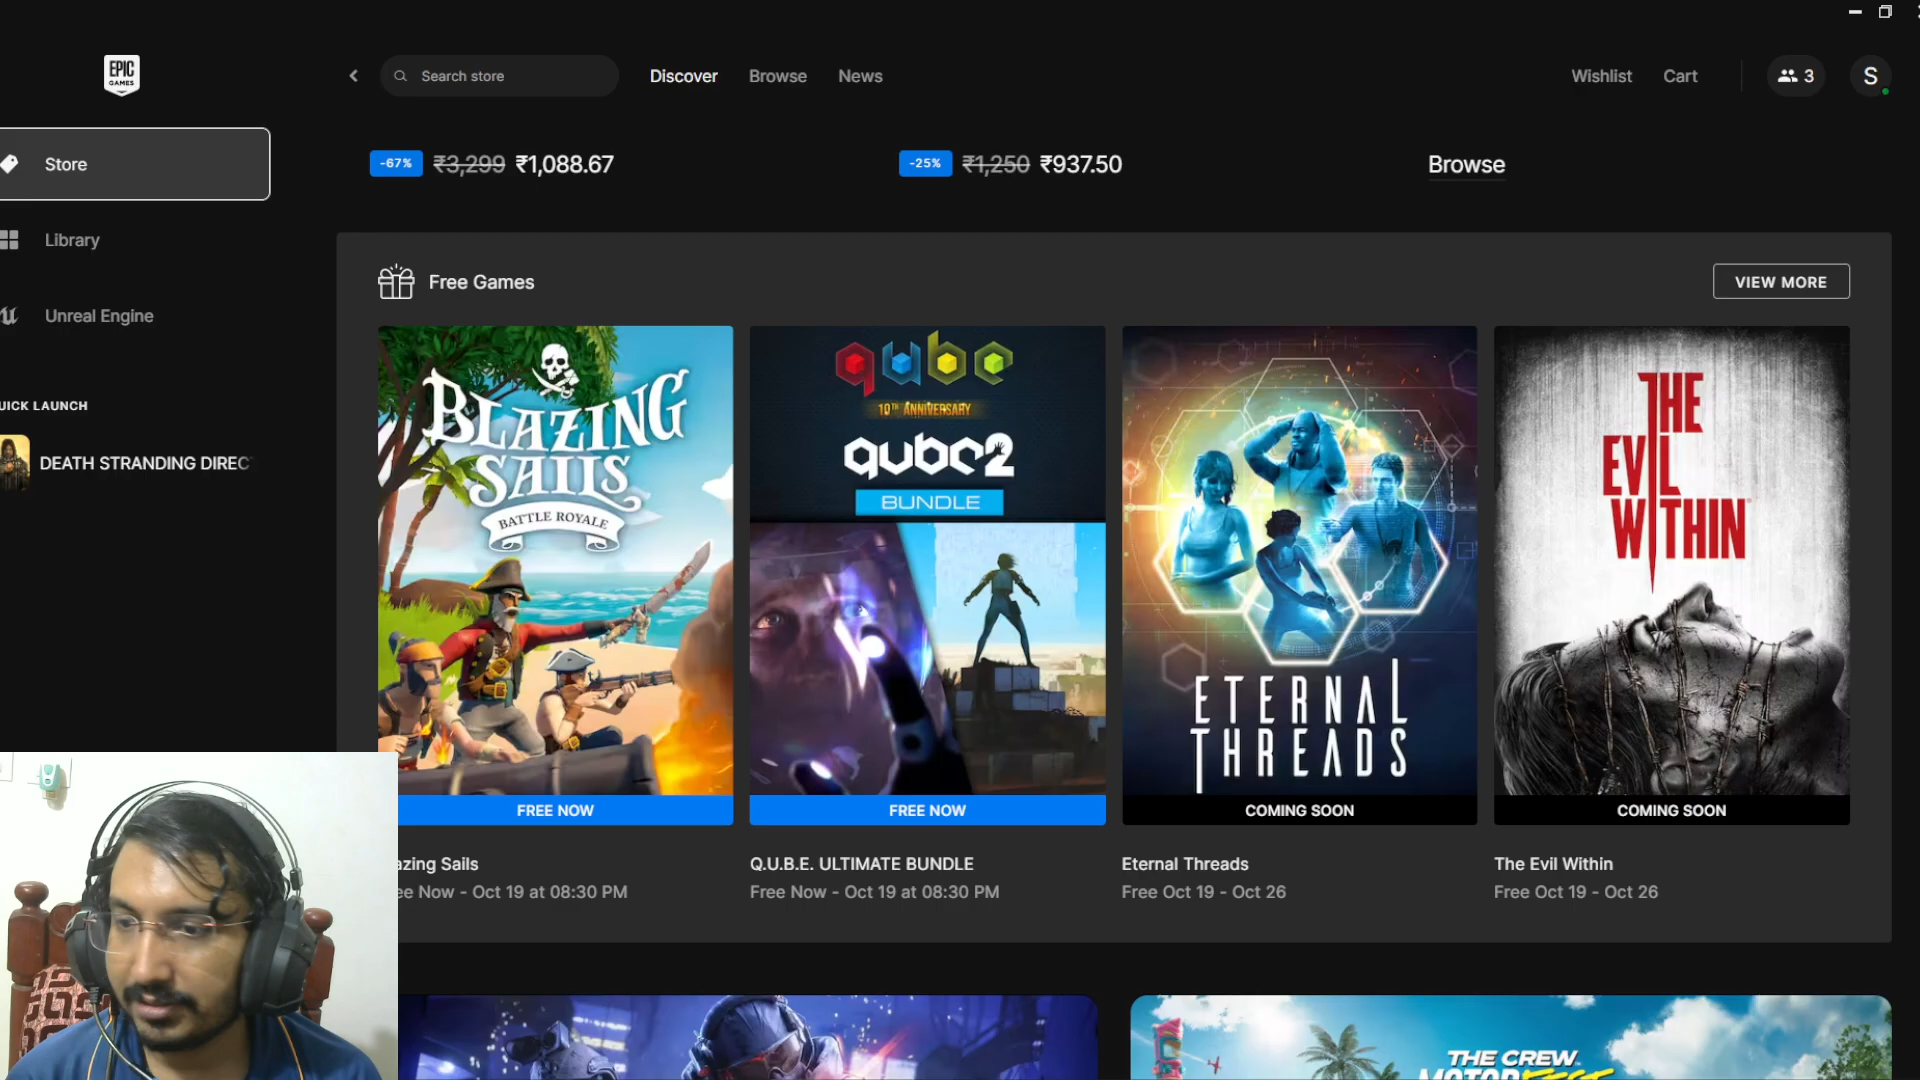 EPIC
GAMES
Search store
Discover
Browse
News
Wishlist
Cart
3
S
Store
Library
Unreal Engine
UICK LAUNCH
DEATH STRANDING DIREC
-67% ₹3,299 ₹1,088.67
-25% ₹1,250 ₹937.50
Browse
Free Games
VIEW MORE
BLAZING
SAILS
BATTLE ROYALE
FREE NOW
azing Sails
ee Now - Oct 19 at 08:30 PM
qube
10TH ANNIVERSARY
qube2
BUNDLE
FREE NOW
Q.U.B.E. ULTIMATE BUNDLE
Free Now - Oct 19 at 08:30 PM
ETERNAL
THREADS
COMING SOON
Eternal Threads
Free Oct 19 - Oct 26
THE
EVIL
WITHIN
COMING SOON
The Evil Within
Free Oct 19 - Oct 26
THE CREW
MOTORFEST